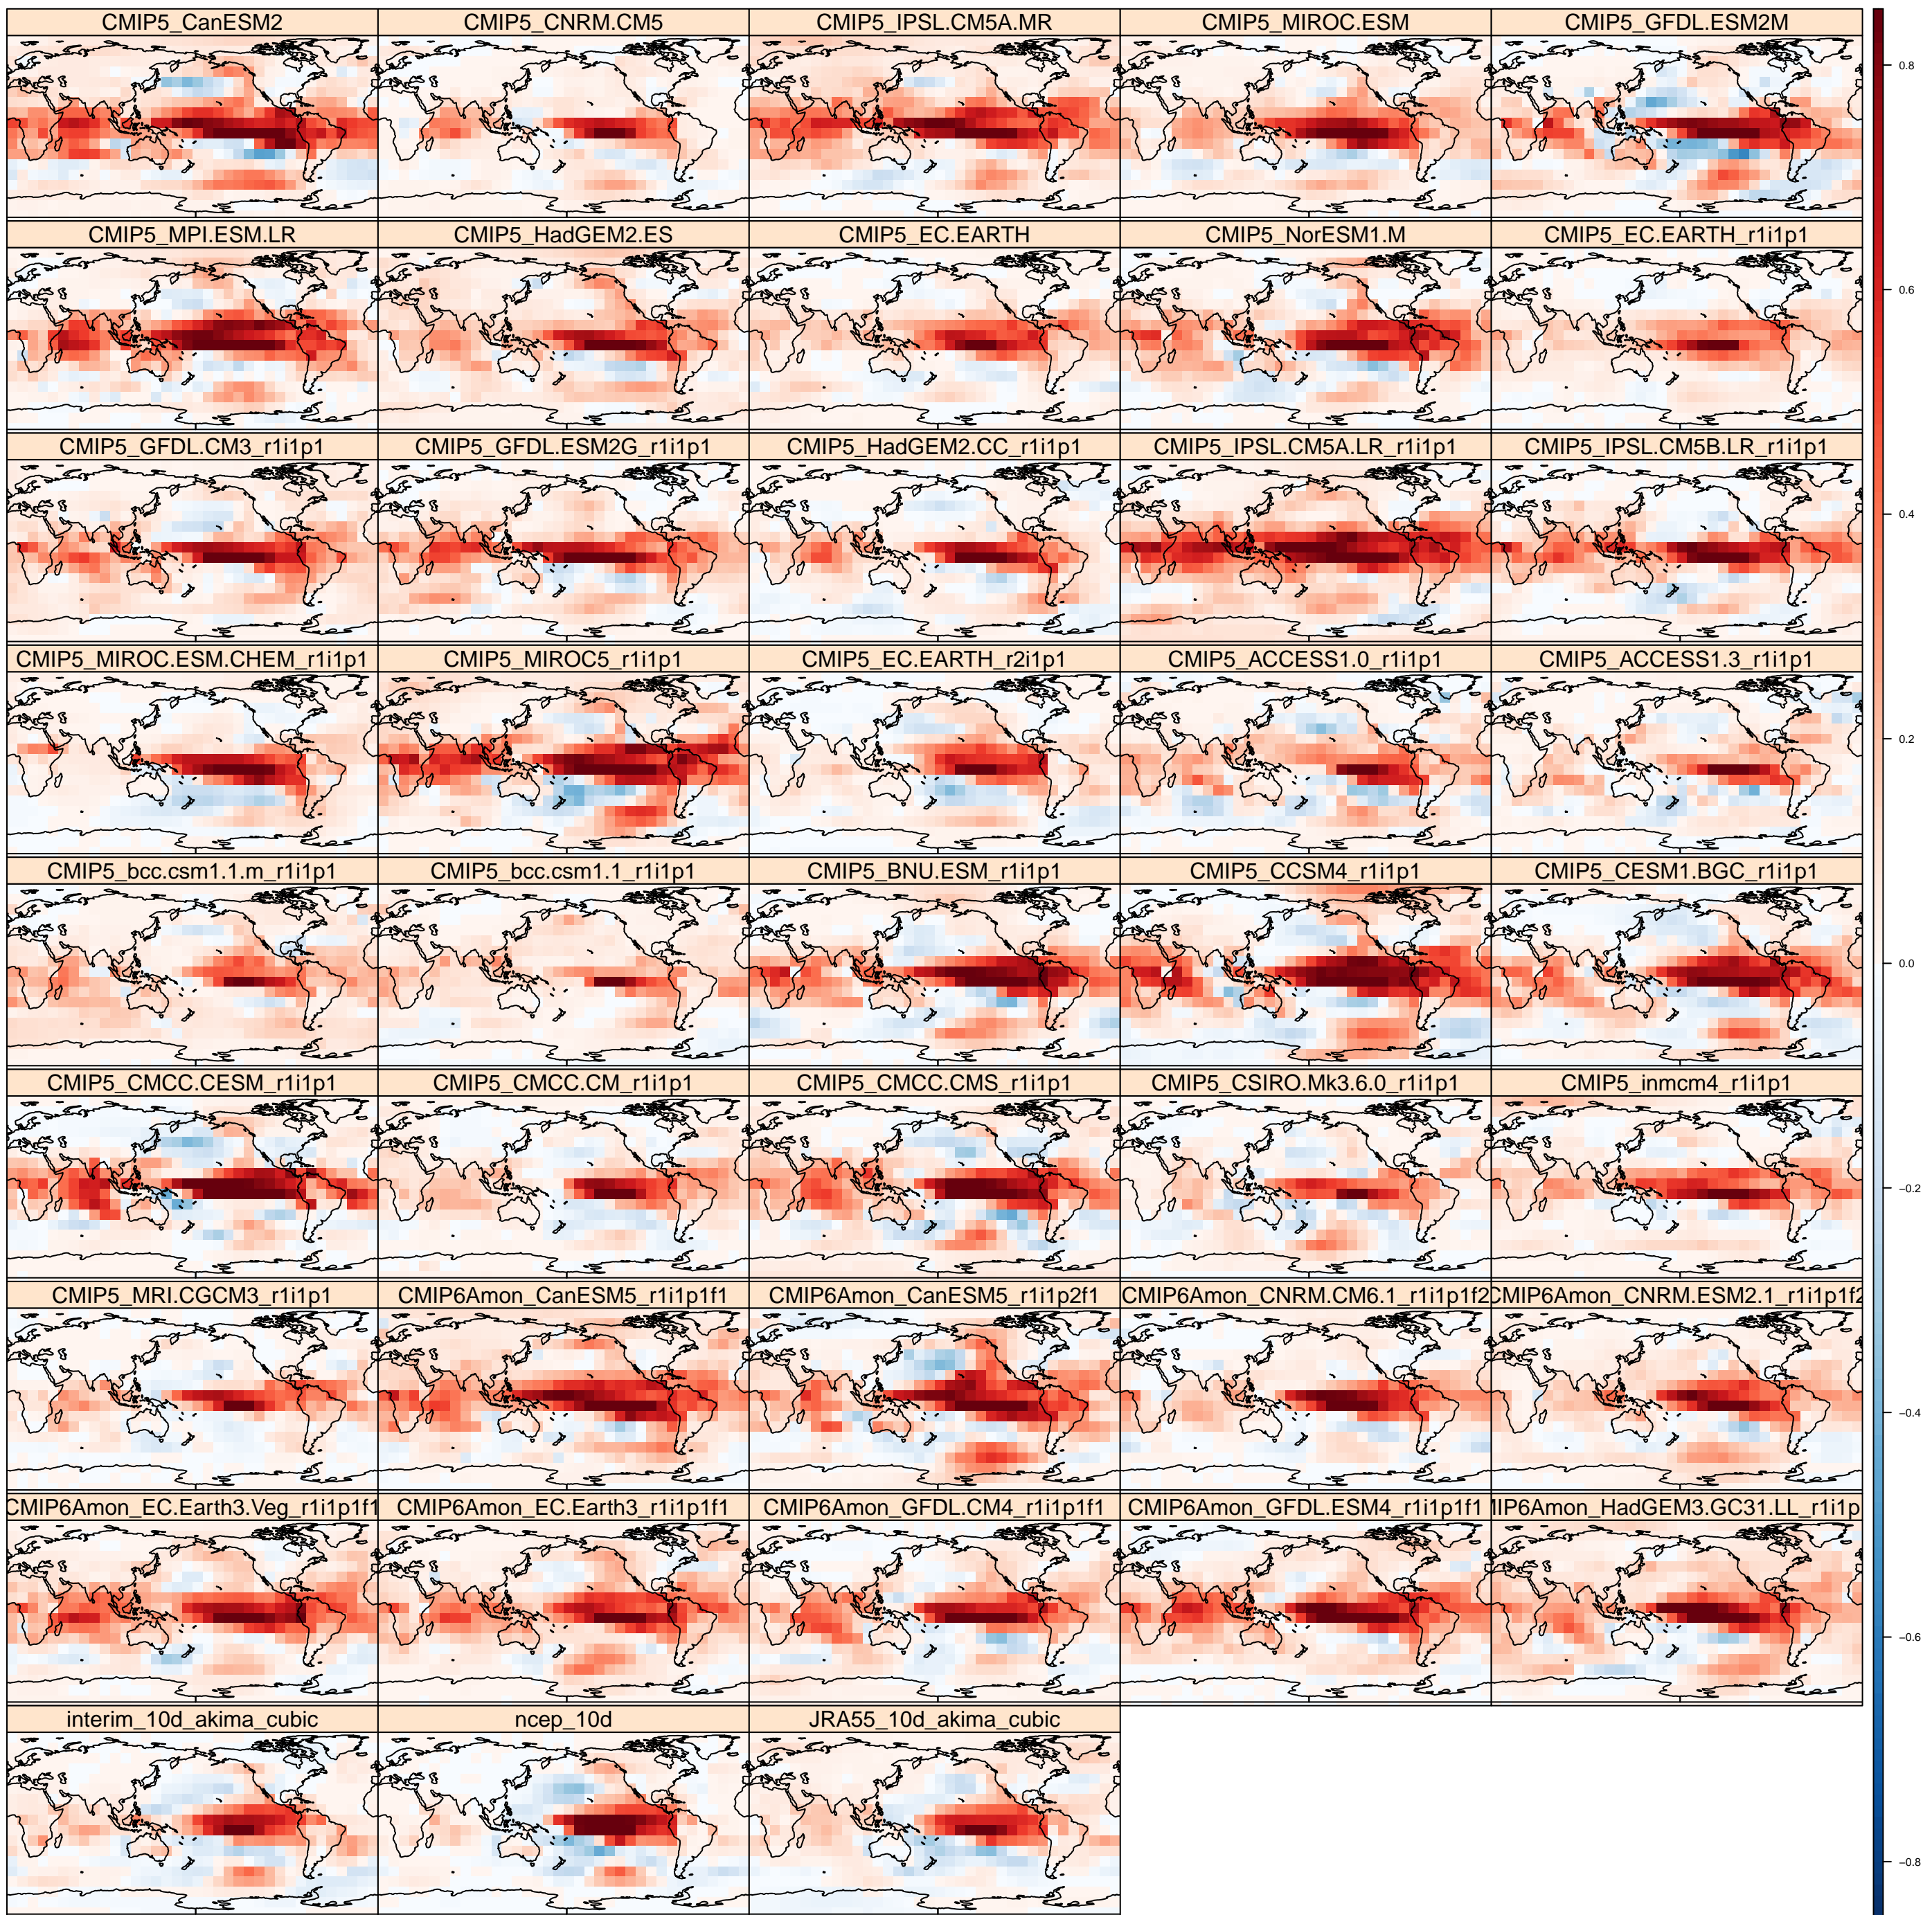 CMIP5_CanESM2
CMIP5_CNRM.CM5
CMIP5_IPSL.CM5A.MR
CMIP5_MIROC.ESM
CMIP5_GFDL.ESM2M
CMIP5_MPI.ESM.LR
CMIP5_HadGEM2.ES
CMIP5_EC.EARTH
CMIP5_NorESM1.M
CMIP5_EC.EARTH_r1i1p1
CMIP5_GFDL.CM3_r1i1p1
CMIP5_GFDL.ESM2G_r1i1p1
CMIP5_HadGEM2.CC_r1i1p1
CMIP5_IPSL.CM5A.LR_r1i1p1
CMIP5_IPSL.CM5B.LR_r1i1p1
CMIP5_MIROC.ESM.CHEM_r1i1p1
CMIP5_MIROC5_r1i1p1
CMIP5_EC.EARTH_r2i1p1
CMIP5_ACCESS1.0_r1i1p1
CMIP5_ACCESS1.3_r1i1p1
CMIP5_bcc.csm1.1.m_r1i1p1
CMIP5_bcc.csm1.1_r1i1p1
CMIP5_BNU.ESM_r1i1p1
CMIP5_CCSM4_r1i1p1
CMIP5_CESM1.BGC_r1i1p1
CMIP5_CMCC.CESM_r1i1p1
CMIP5_CMCC.CM_r1i1p1
CMIP5_CMCC.CMS_r1i1p1
CMIP5_CSIRO.Mk3.6.0_r1i1p1
CMIP5_inmcm4_r1i1p1
CMIP5_MRI.CGCM3_r1i1p1
CMIP6Amon_CanESM5_r1i1p1f1
CMIP6Amon_CanESM5_r1i1p2f1
CMIP6Amon_CNRM.CM6.1_r1i1p1f2
CMIP6Amon_CNRM.ESM2.1_r1i1p1f2
CMIP6Amon_EC.Earth3.Veg_r1i1p1f1
CMIP6Amon_EC.Earth3_r1i1p1f1
CMIP6Amon_GFDL.CM4_r1i1p1f1
CMIP6Amon_GFDL.ESM4_r1i1p1f1
MIP6Amon_HadGEM3.GC31.LL_r1i1p
interim_10d_akima_cubic
ncep_10d
JRA55_10d_akima_cubic
0.8
0.6
0.4
0.2
0.0
−0.2
−0.4
−0.6
−0.8